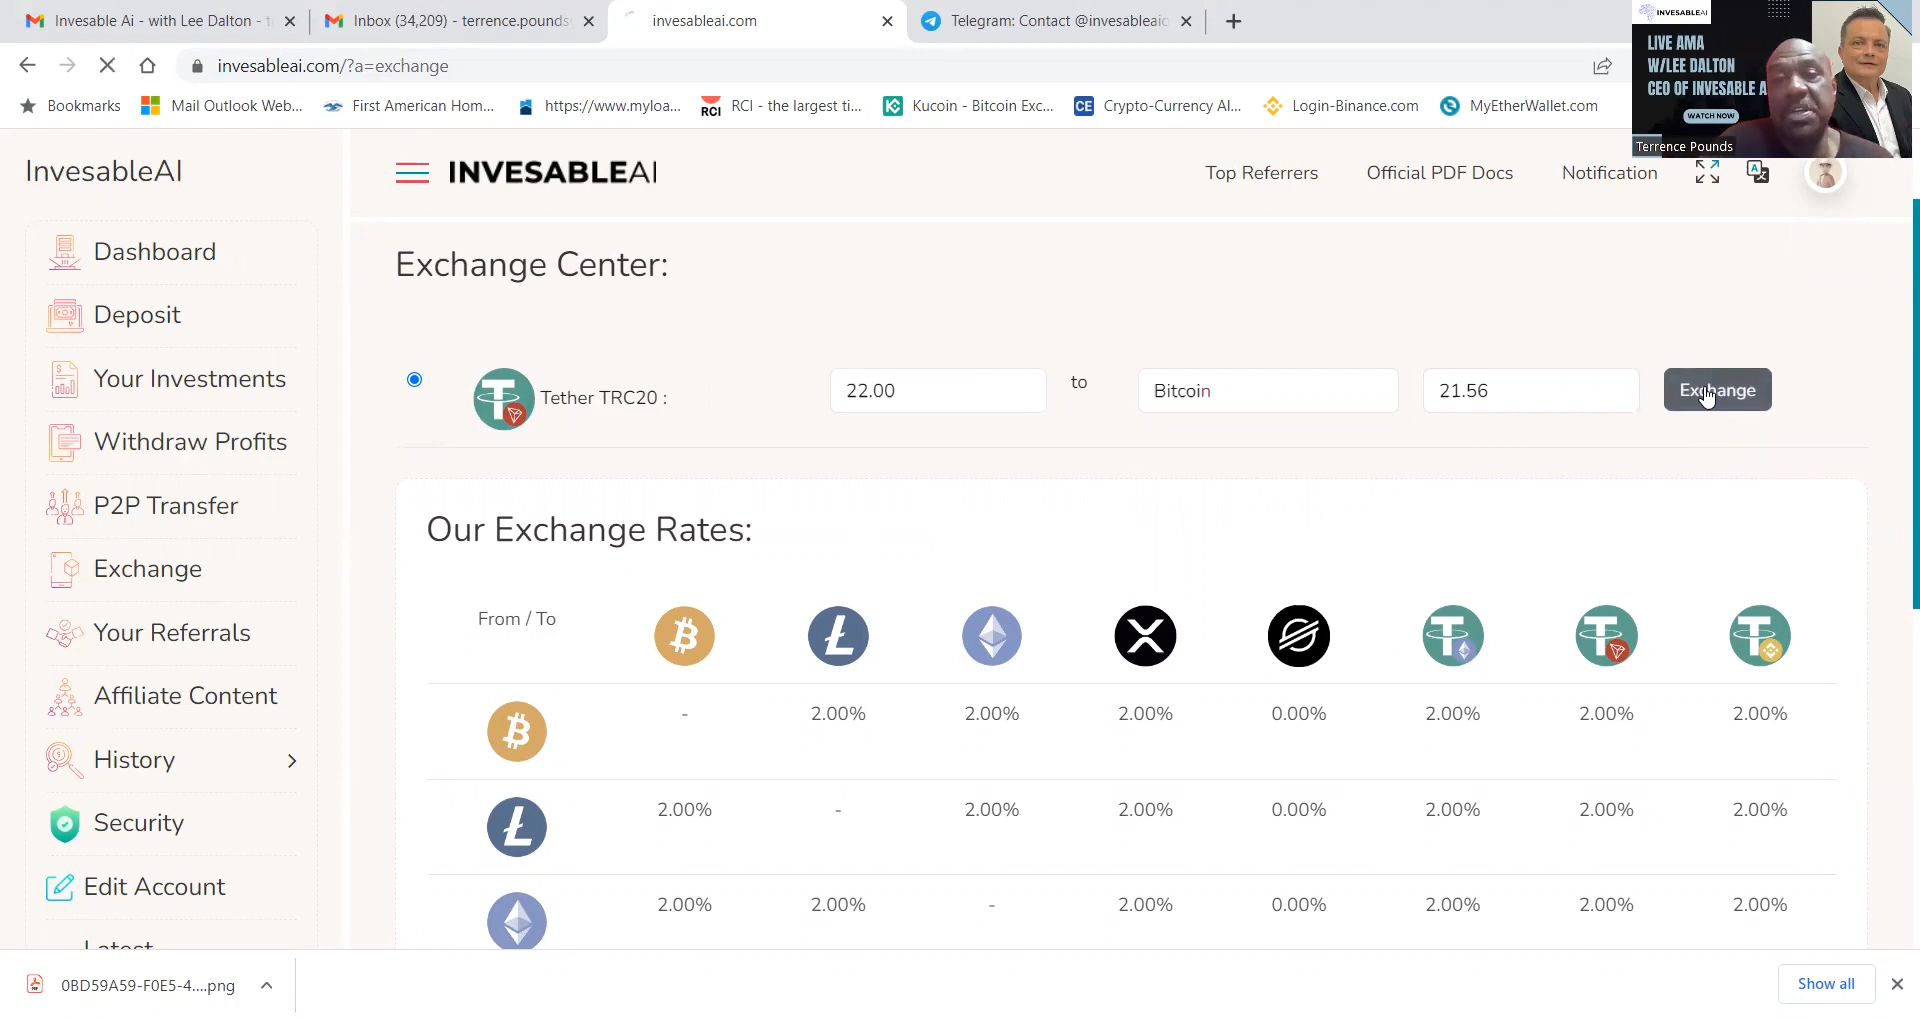 Invesable Ai - with Lee Dalton - t
Inbox (34,209) - terrence.pounds
invesableai.com
Telegram: Contact @invesableaic
invesableai.com/?a=exchange
Bookmarks
Mail Outlook Web...
First American Hom...
https://www.myloa...
RCI
RCI - the largest ti...
Kucoin - Bitcoin Exc...
CE
Crypto-Currency AI...
Login-Binance.com
MyEtherWallet.com
INVESABLEAI
LIVE AMA
W/LEE DALTON
CEO OF INVESABLE A
WATCH NOW
Terrence Pounds
InvesableAI
INVESABLEAI
Top Referrers
Official PDF Docs
Notification
Dashboard
Deposit
Your Investments
Withdraw Profits
P2P Transfer
Exchange
Your Referrals
Affiliate Content
History
Security
Edit Account
Latest
Exchange Center:
Tether TRC20 :
22.00
to
Bitcoin
21.56
Exchange
Our Exchange Rates:
From / To
- 2.00% 2.00% 2.00% 0.00% 2.00% 2.00% 2.00%
2.00% - 2.00% 2.00% 0.00% 2.00% 2.00% 2.00%
2.00% 2.00% - 2.00% 0.00% 2.00% 2.00% 2.00%
0BD59A59-F0E5-4....png
Show all